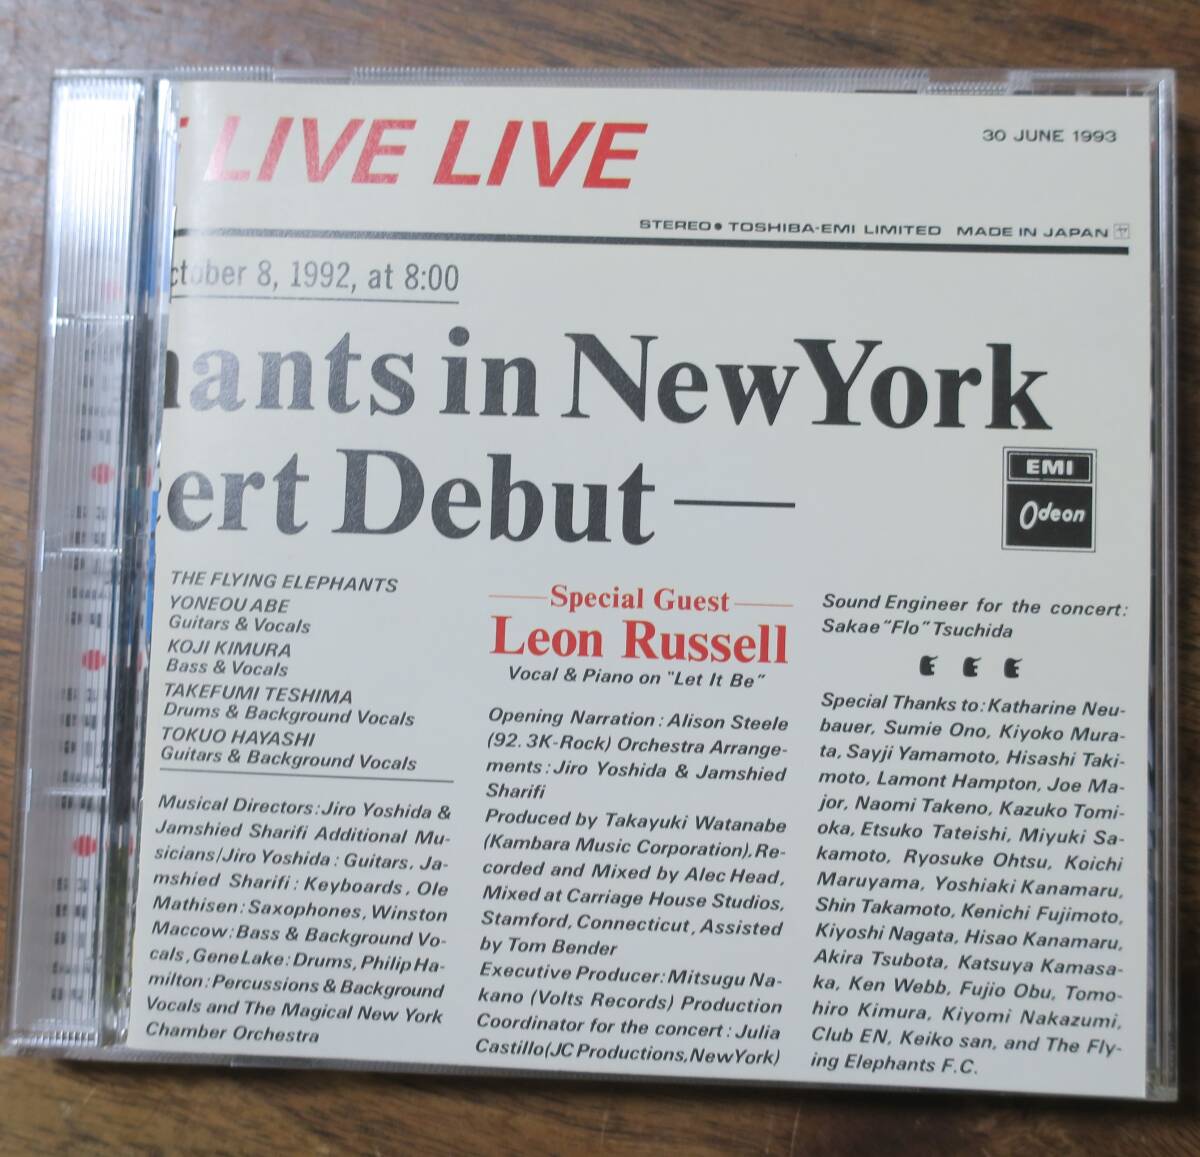 LIVE LIVE
30 JUNE 1993
STEREO● TOSHIBA-EMI LIMITED MADE IN JAPAN
ctober 8, 1992, at 8:00
hants in New York
cert Debut —
EMI
Odeon
THE FLYING ELEPHANTS
YONEOU ABE
Guitars & Vocals
KOJI KIMURA
Bass & Vocals
TAKEFUMI TESHIMA
Drums & Background Vocals
TOKUO HAYASHI
Guitars & Background Vocals
Musical Directors: Jiro Yoshida &
Jamshied Sharifi Additional Mu-
sicians/Jiro Yoshida: Guitars, Ja-
mshied Sharifi: Keyboards, Ole
Mathisen: Saxophones, Winston
Maccow: Bass & Background Vo-
cals, Gene Lake: Drums, Philip Ha-
milton: Percussions & Background
Vocals and The Magical New York
Chamber Orchestra
— Special Guest —
Leon Russell
Vocal & Piano on "Let It Be"
Opening Narration: Alison Steele
(92. 3K-Rock) Orchestra Arrange-
ments: Jiro Yoshida & Jamshied
Sharifi
Produced by Takayuki Watanabe
(Kambara Music Corporation), Re-
corded and Mixed by Alec Head,
Mixed at Carriage House Studios,
Stamford, Connecticut, Assisted
by Tom Bender
Executive Producer: Mitsugu Na-
kano (Volts Records) Production
Coordinator for the concert: Julia
Castillo (JC Productions, New York)
Sound Engineer for the concert:
Sakae "Flo" Tsuchida
Special Thanks to: Katharine Neu-
bauer, Sumie Ono, Kiyoko Mura-
ta, Sayji Yamamoto, Hisashi Taki-
moto, Lamont Hampton, Joe Ma-
jor, Naomi Takeno, Kazuko Tomi-
oka, Etsuko Tateishi, Miyuki Sa-
kamoto, Ryosuke Ohtsu, Koichi
Maruyama, Yoshiaki Kanamaru,
Shin Takamoto, Kenichi Fujimoto,
Kiyoshi Nagata, Hisao Kanamaru,
Akira Tsubota, Katsuya Kamasa-
ka, Ken Webb, Fujio Obu, Tomo-
hiro Kimura, Kiyomi Nakazumi,
Club EN, Keiko san, and The Fly-
ing Elephants F.C.